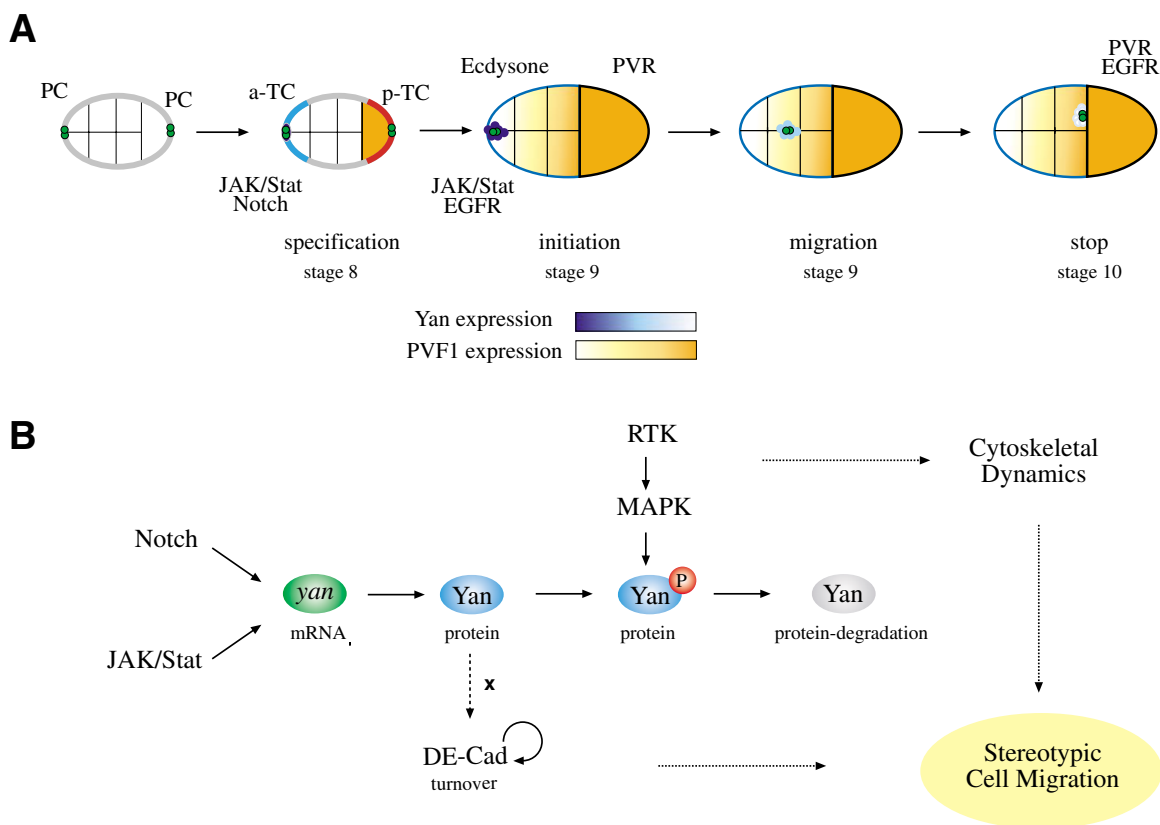 A
PC
PC
a-TC
p-TC
JAK/Stat
Notch
Ecdysone
PVR
JAK/Stat
EGFR
PVR
EGFR
specification
stage 8
initiation
stage 9
migration
stage 9
stop
stage 10
Yan expression
PVF1 expression
B
RTK
MAPK
Cytoskeletal
Dynamics
Notch
JAK/Stat
yan
mRNA
Yan
protein
Yan
P
protein
Yan
protein-degradation
x
DE-Cad
turnover
Stereotypic
Cell Migration